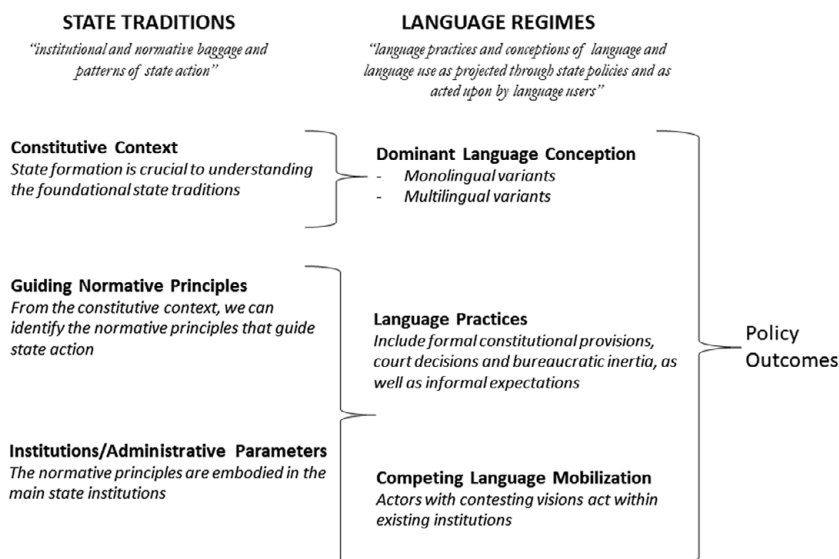 STATE TRADITIONS
“institutional and normative baggage and
patterns of state action”
LANGUAGE REGIMES
“language practices and conceptions of language and
language use as projected through state policies and as
acted upon by language users”
Constitutive Context
State formation is crucial to understanding
the foundational state traditions
Dominant Language Conception
- Monolingual variants
- Multilingual variants
Guiding Normative Principles
From the constitutive context, we can
identify the normative principles that guide
state action
Language Practices
Include formal constitutional provisions,
court decisions and bureaucratic inertia, as
well as informal expectations
Institutions/Administrative Parameters
The normative principles are embodied in the
main state institutions
Competing Language Mobilization
Actors with contesting visions act within
existing institutions
Policy
Outcomes